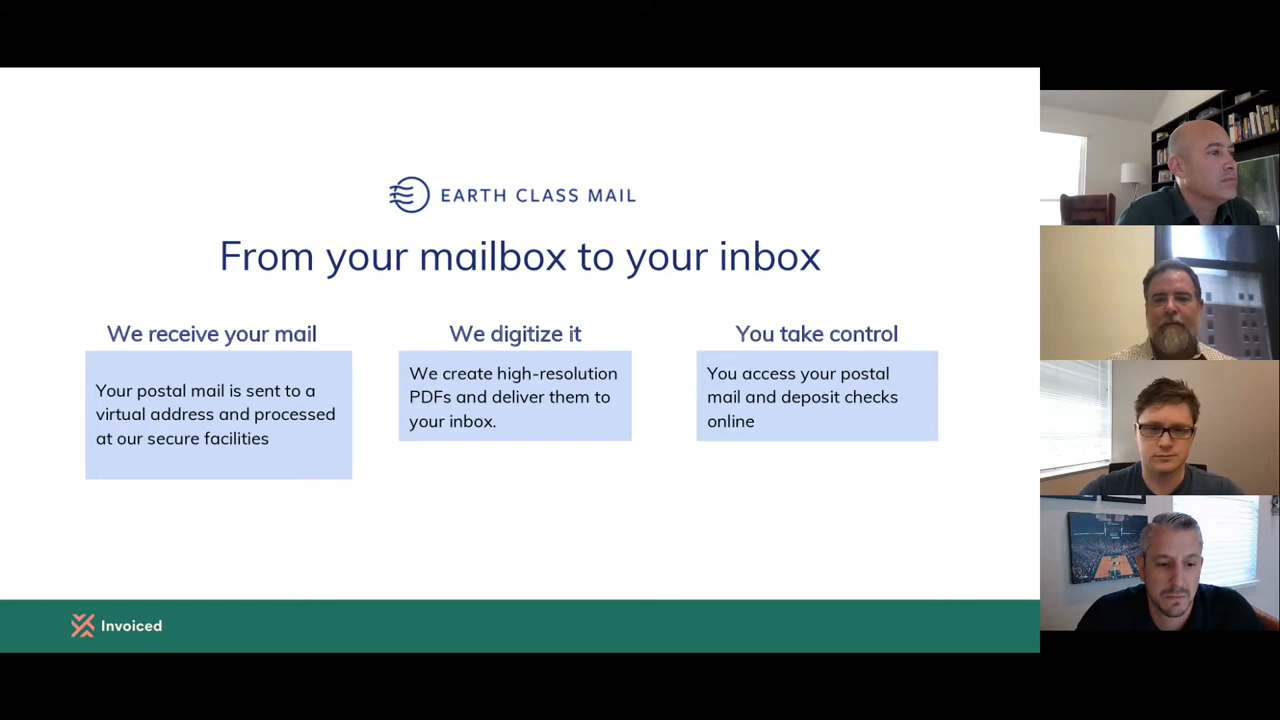 EARTH CLASS MAIL
From your mailbox to your inbox
We receive your mail
Your postal mail is sent to a
virtual address and processed
at our secure facilities
We digitize it
We create high-resolution
PDFs and deliver them to
your inbox.
You take control
You access your postal
mail and deposit checks
online
Invoiced